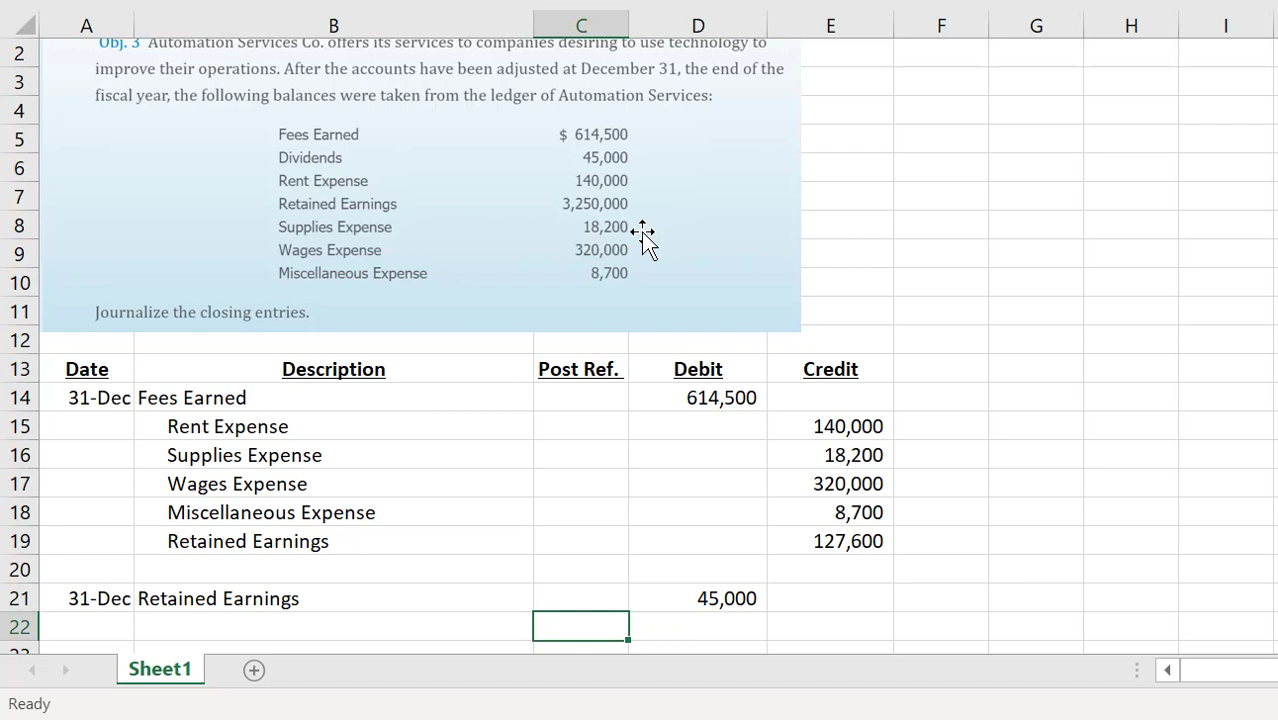 A B C D E F G H I
2 Obj. 3 Automation Services Co. offers its services to companies desiring to use technology to
3 improve their operations. After the accounts have been adjusted at December 31, the end of the
4 fiscal year, the following balances were taken from the ledger of Automation Services:
5 Fees Earned $ 614,500
6 Dividends 45,000
7 Rent Expense 140,000
Retained Earnings 3,250,000
8 Supplies Expense 18,200
9 Wages Expense 320,000
10 Miscellaneous Expense 8,700
11 Journalize the closing entries.
12
13 Date Description Post Ref. Debit Credit
14 31-Dec Fees Earned 614,500
15 Rent Expense 140,000
16 Supplies Expense 18,200
17 Wages Expense 320,000
18 Miscellaneous Expense 8,700
19 Retained Earnings 127,600
20
21 31-Dec Retained Earnings 45,000
22
Sheet1
Ready